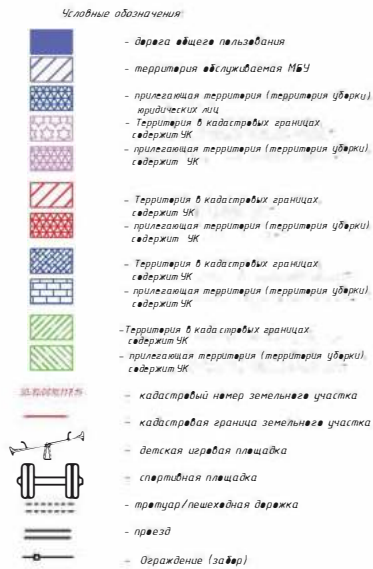 Условные обозначения
- дорога общего пользования
- территория обслуживаемая МБУ
- прилегающая территория (территория уборки)
юридических лиц
- Территория в кадастровых границах
содержит УК
- прилегающая территория (территория уборки)
содержит УК
- Территория в кадастровых границах
содержит УК
- прилегающая территория (территория уборки)
содержит УК
- Территория в кадастровых границах
содержит УК
- прилегающая территория (территория уборки)
содержит УК
-Территория в кадастровых границах
содержит УК
- прилегающая территория (территория уборки)
содержит УК
- кадастровый номер земельного участка
- кадастровая граница земельного участка
- детская игровая площадка
- спортивная площадка
- тротуар/пешеходная дорожка
- проезд
- Ограждение (забор)